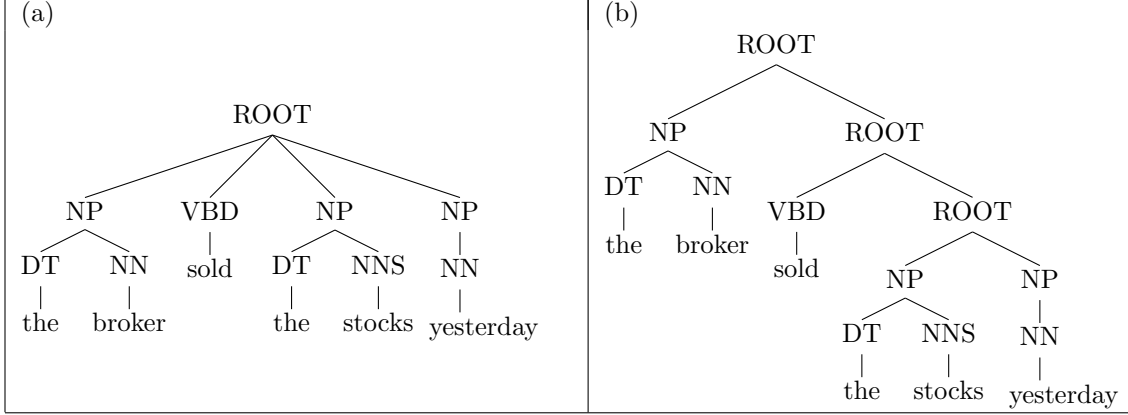 (a)
ROOT
NP VBD NP NP
DT NN sold DT NNS NN
the broker the stocks yesterday
(b)
ROOT
NP ROOT
DT NN VBD ROOT
the broker sold NP NP
DT NNS NN
the stocks yesterday